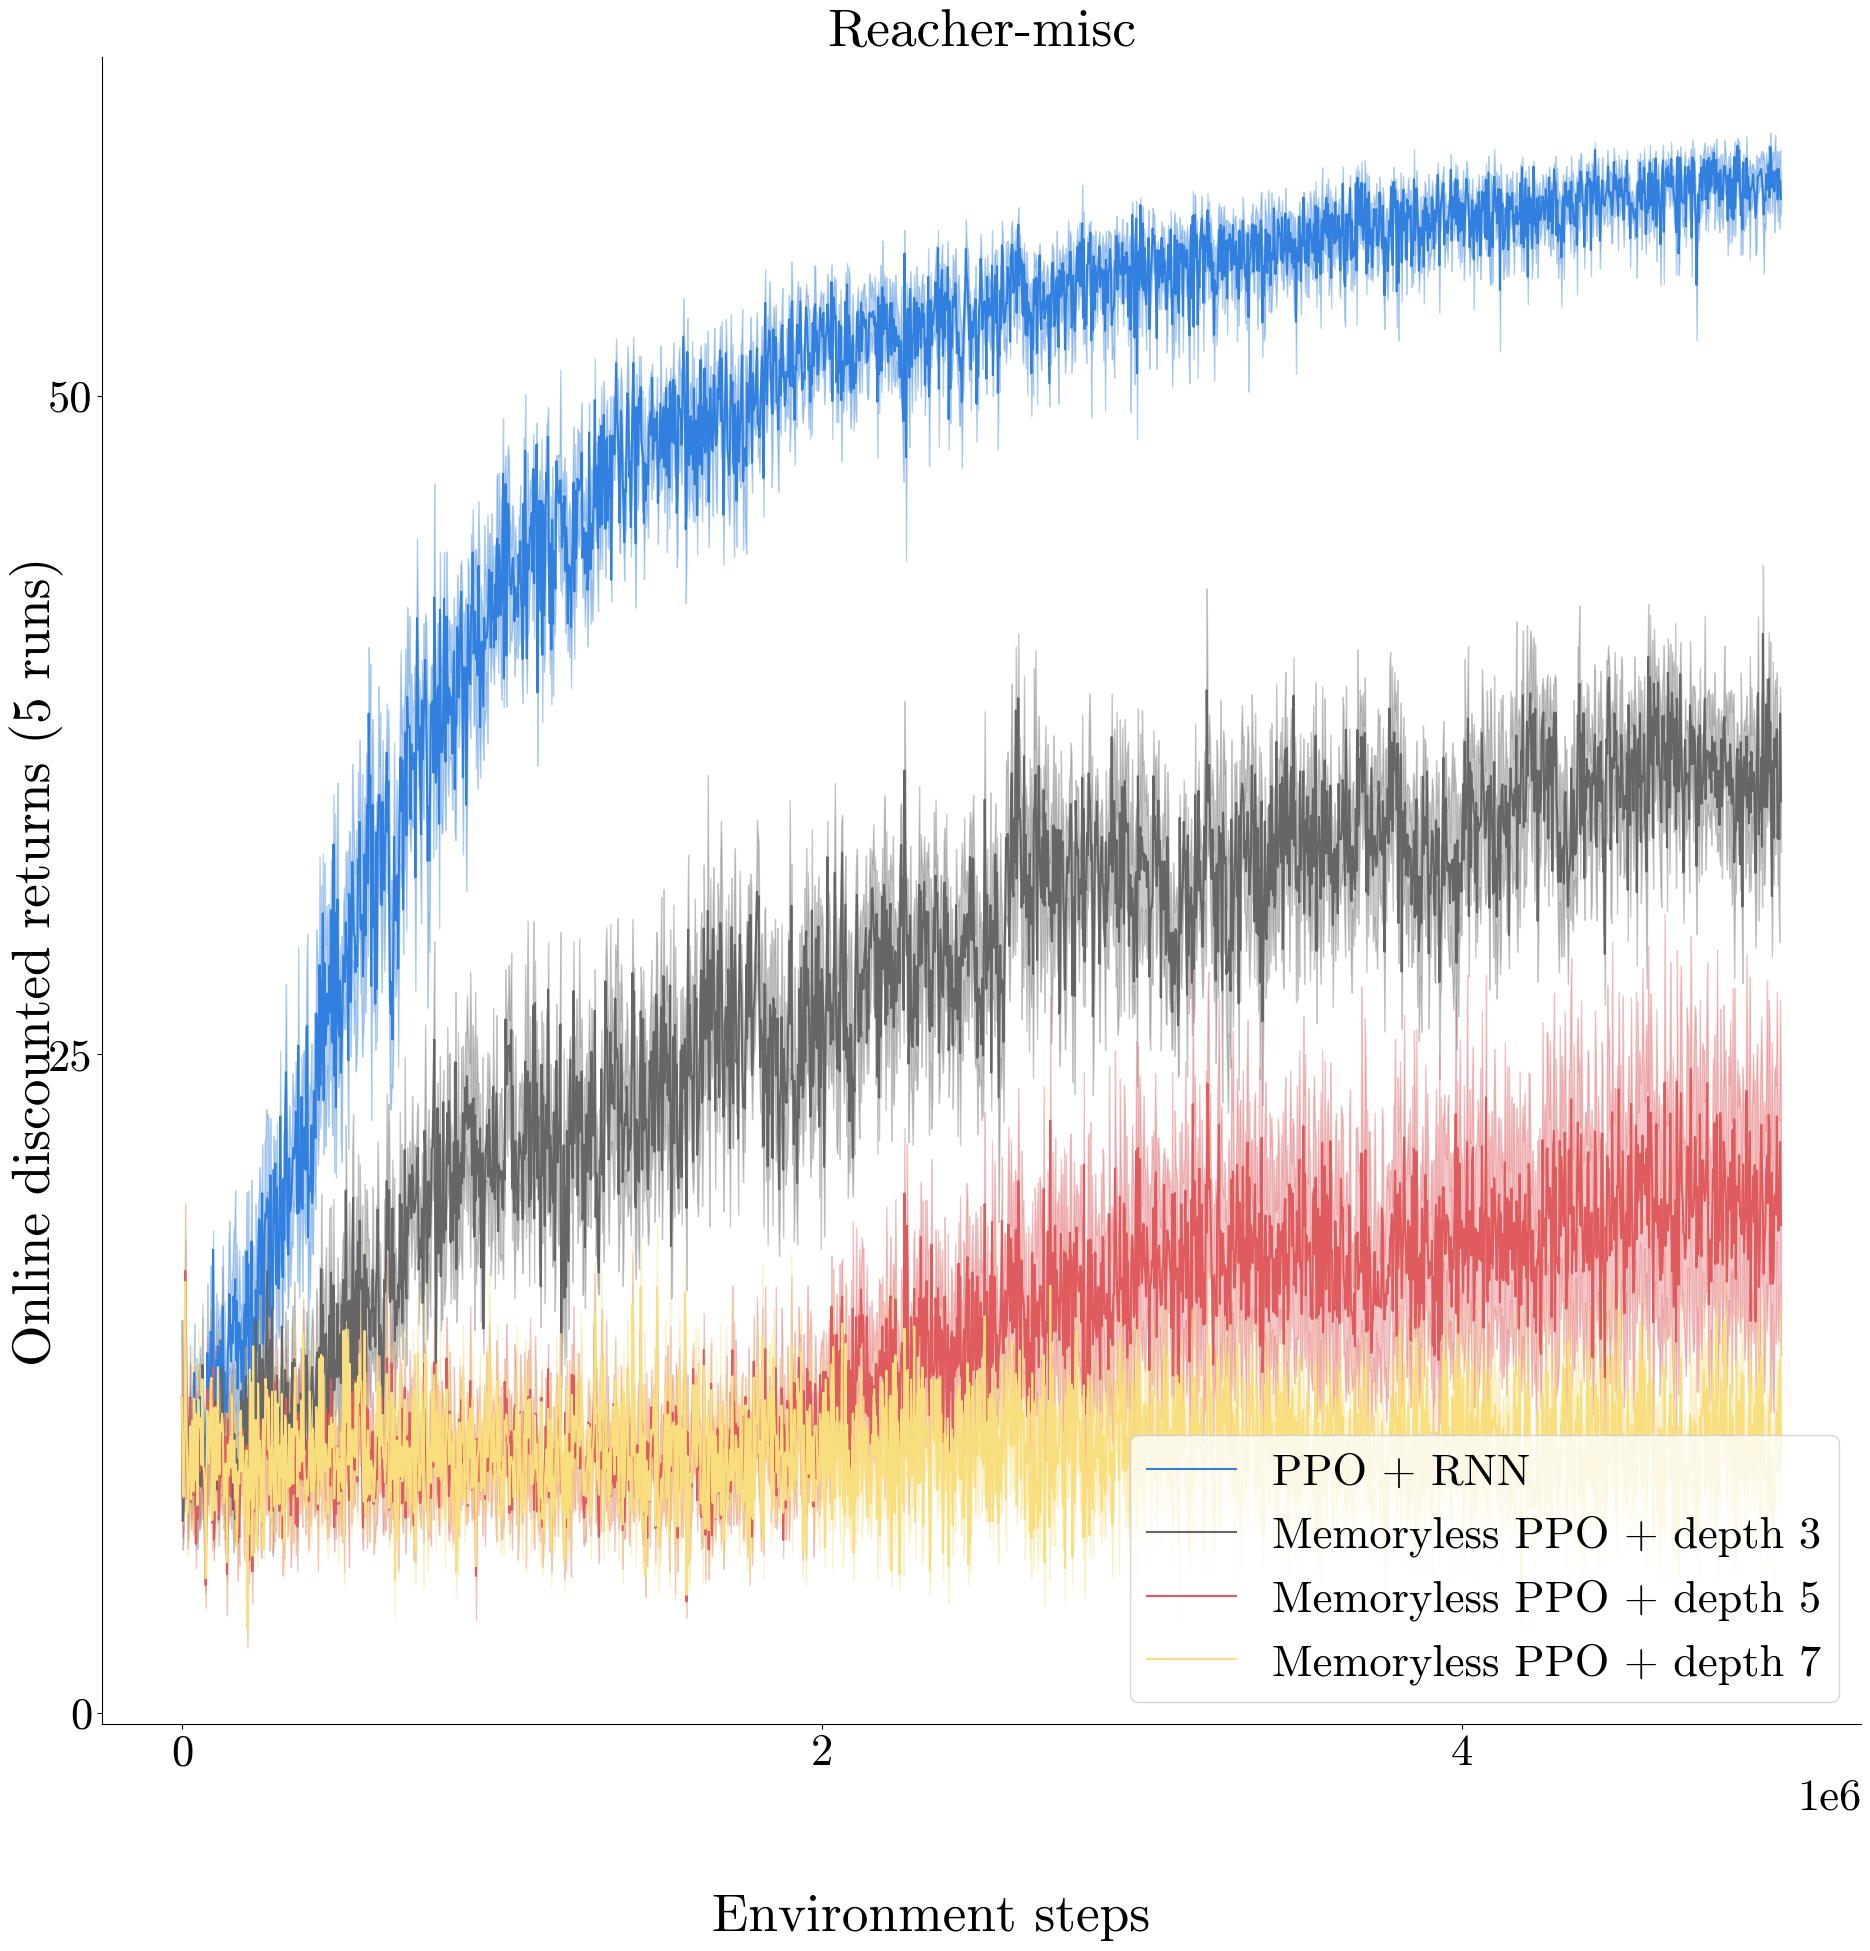 Reacher-misc
Online discounted returns (5 runs)
50
25
0
PPO + RNN
Memoryless PPO + depth 3
Memoryless PPO + depth 5
Memoryless PPO + depth 7
0 2 4
1e6
Environment steps